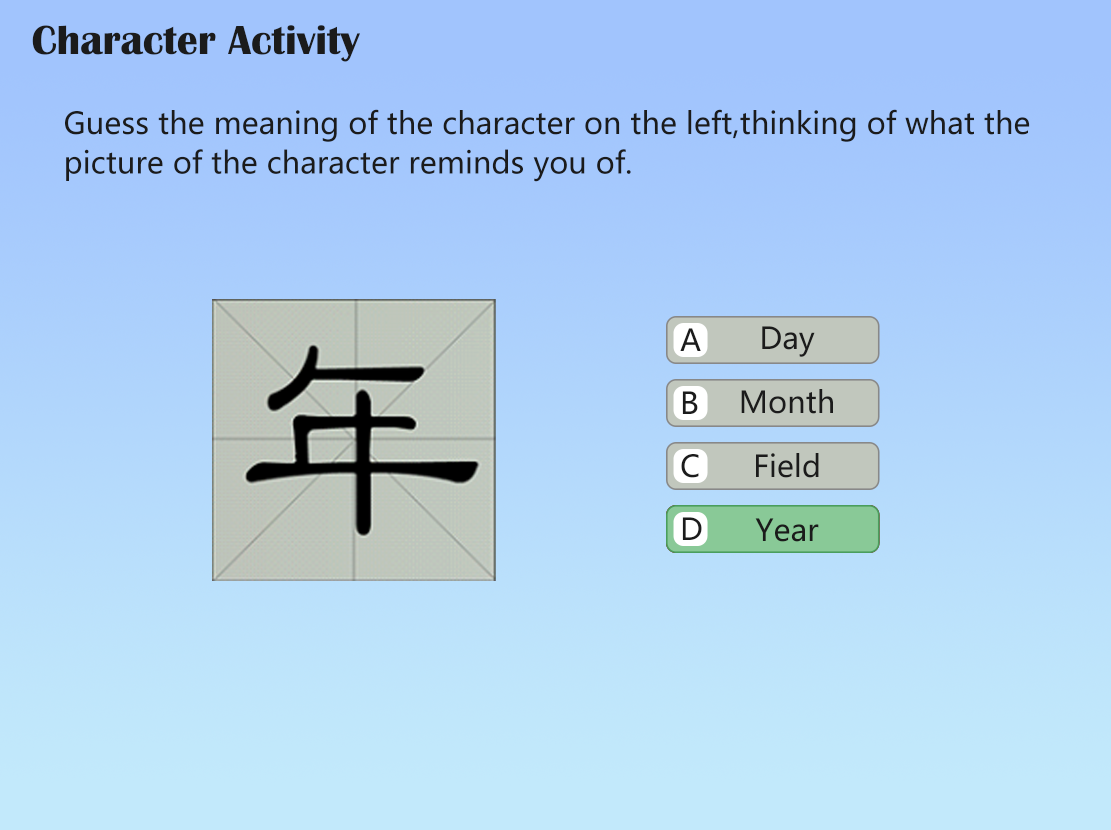 Character Activity
Guess the meaning of the character on the left,thinking of what the
picture of the character reminds you of.
年
A Day
B Month
C Field
D Year